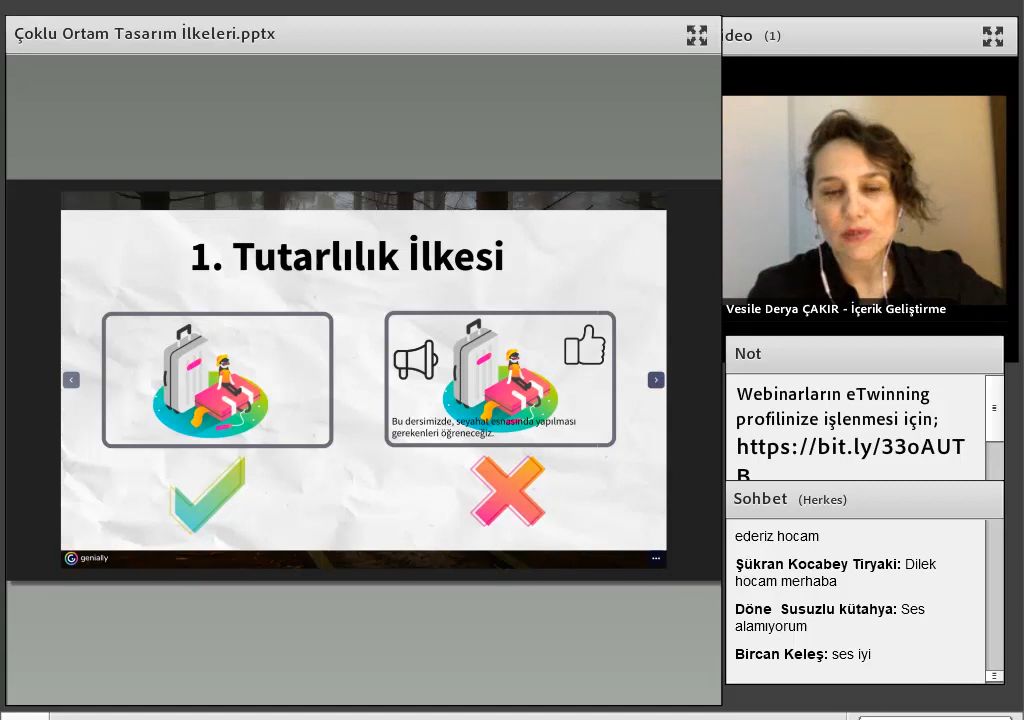 Çoklu Ortam Tasarım İlkeleri.pptx
ideo (1)
1. Tutarlılık İlkesi
Bu dersimizde, seyahat esnasında yapılması
gerekenleri öğreneceğiz.
genially
Vesile Derya ÇAKIR - İçerik Geliştirme
Not
Webinarların eTwinning
profilinize işlenmesi için;
https://bit.ly/33oAUT
B
Sohbet (Herkes)
ederiz hocam
Şükran Kocabey Tiryaki: Dilek
hocam merhaba
Döne Susuzlu kütahya: Ses
alamıyorum
Bircan Keleş: ses iyi